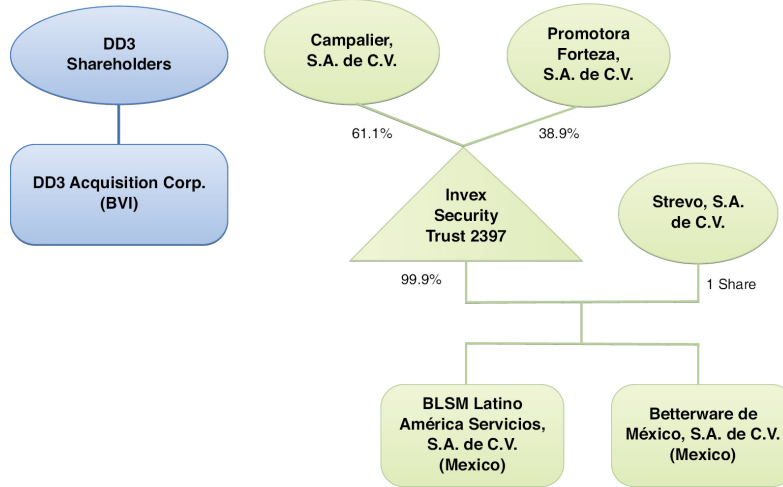 DD3
Shareholders
Campalier,
S.A. de C.V.
Promotora
Forteza,
S.A. de C.V.
61.1%
38.9%
DD3 Acquisition Corp.
(BVI)
Invex
Security
Trust 2397
Strevo, S.A.
de C.V.
99.9%
1 Share
BLSM Latino
América Servicios,
S.A. de C.V.
(Mexico)
Betterware de
México, S.A. de C.V.
(Mexico)